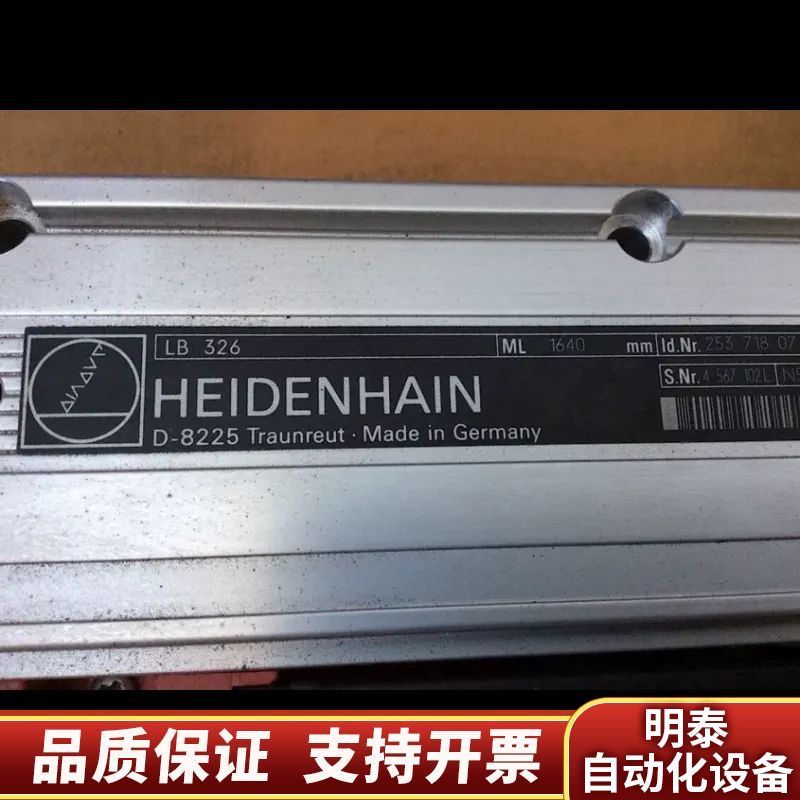 LB 326
ML 1640 mm
Id.Nr. 253 718 07
HEIDENHAIN
S.Nr. 4 567 102L
D-8225 Traunreut · Made in Germany
品质保证 支持开票
明泰
自动化设备